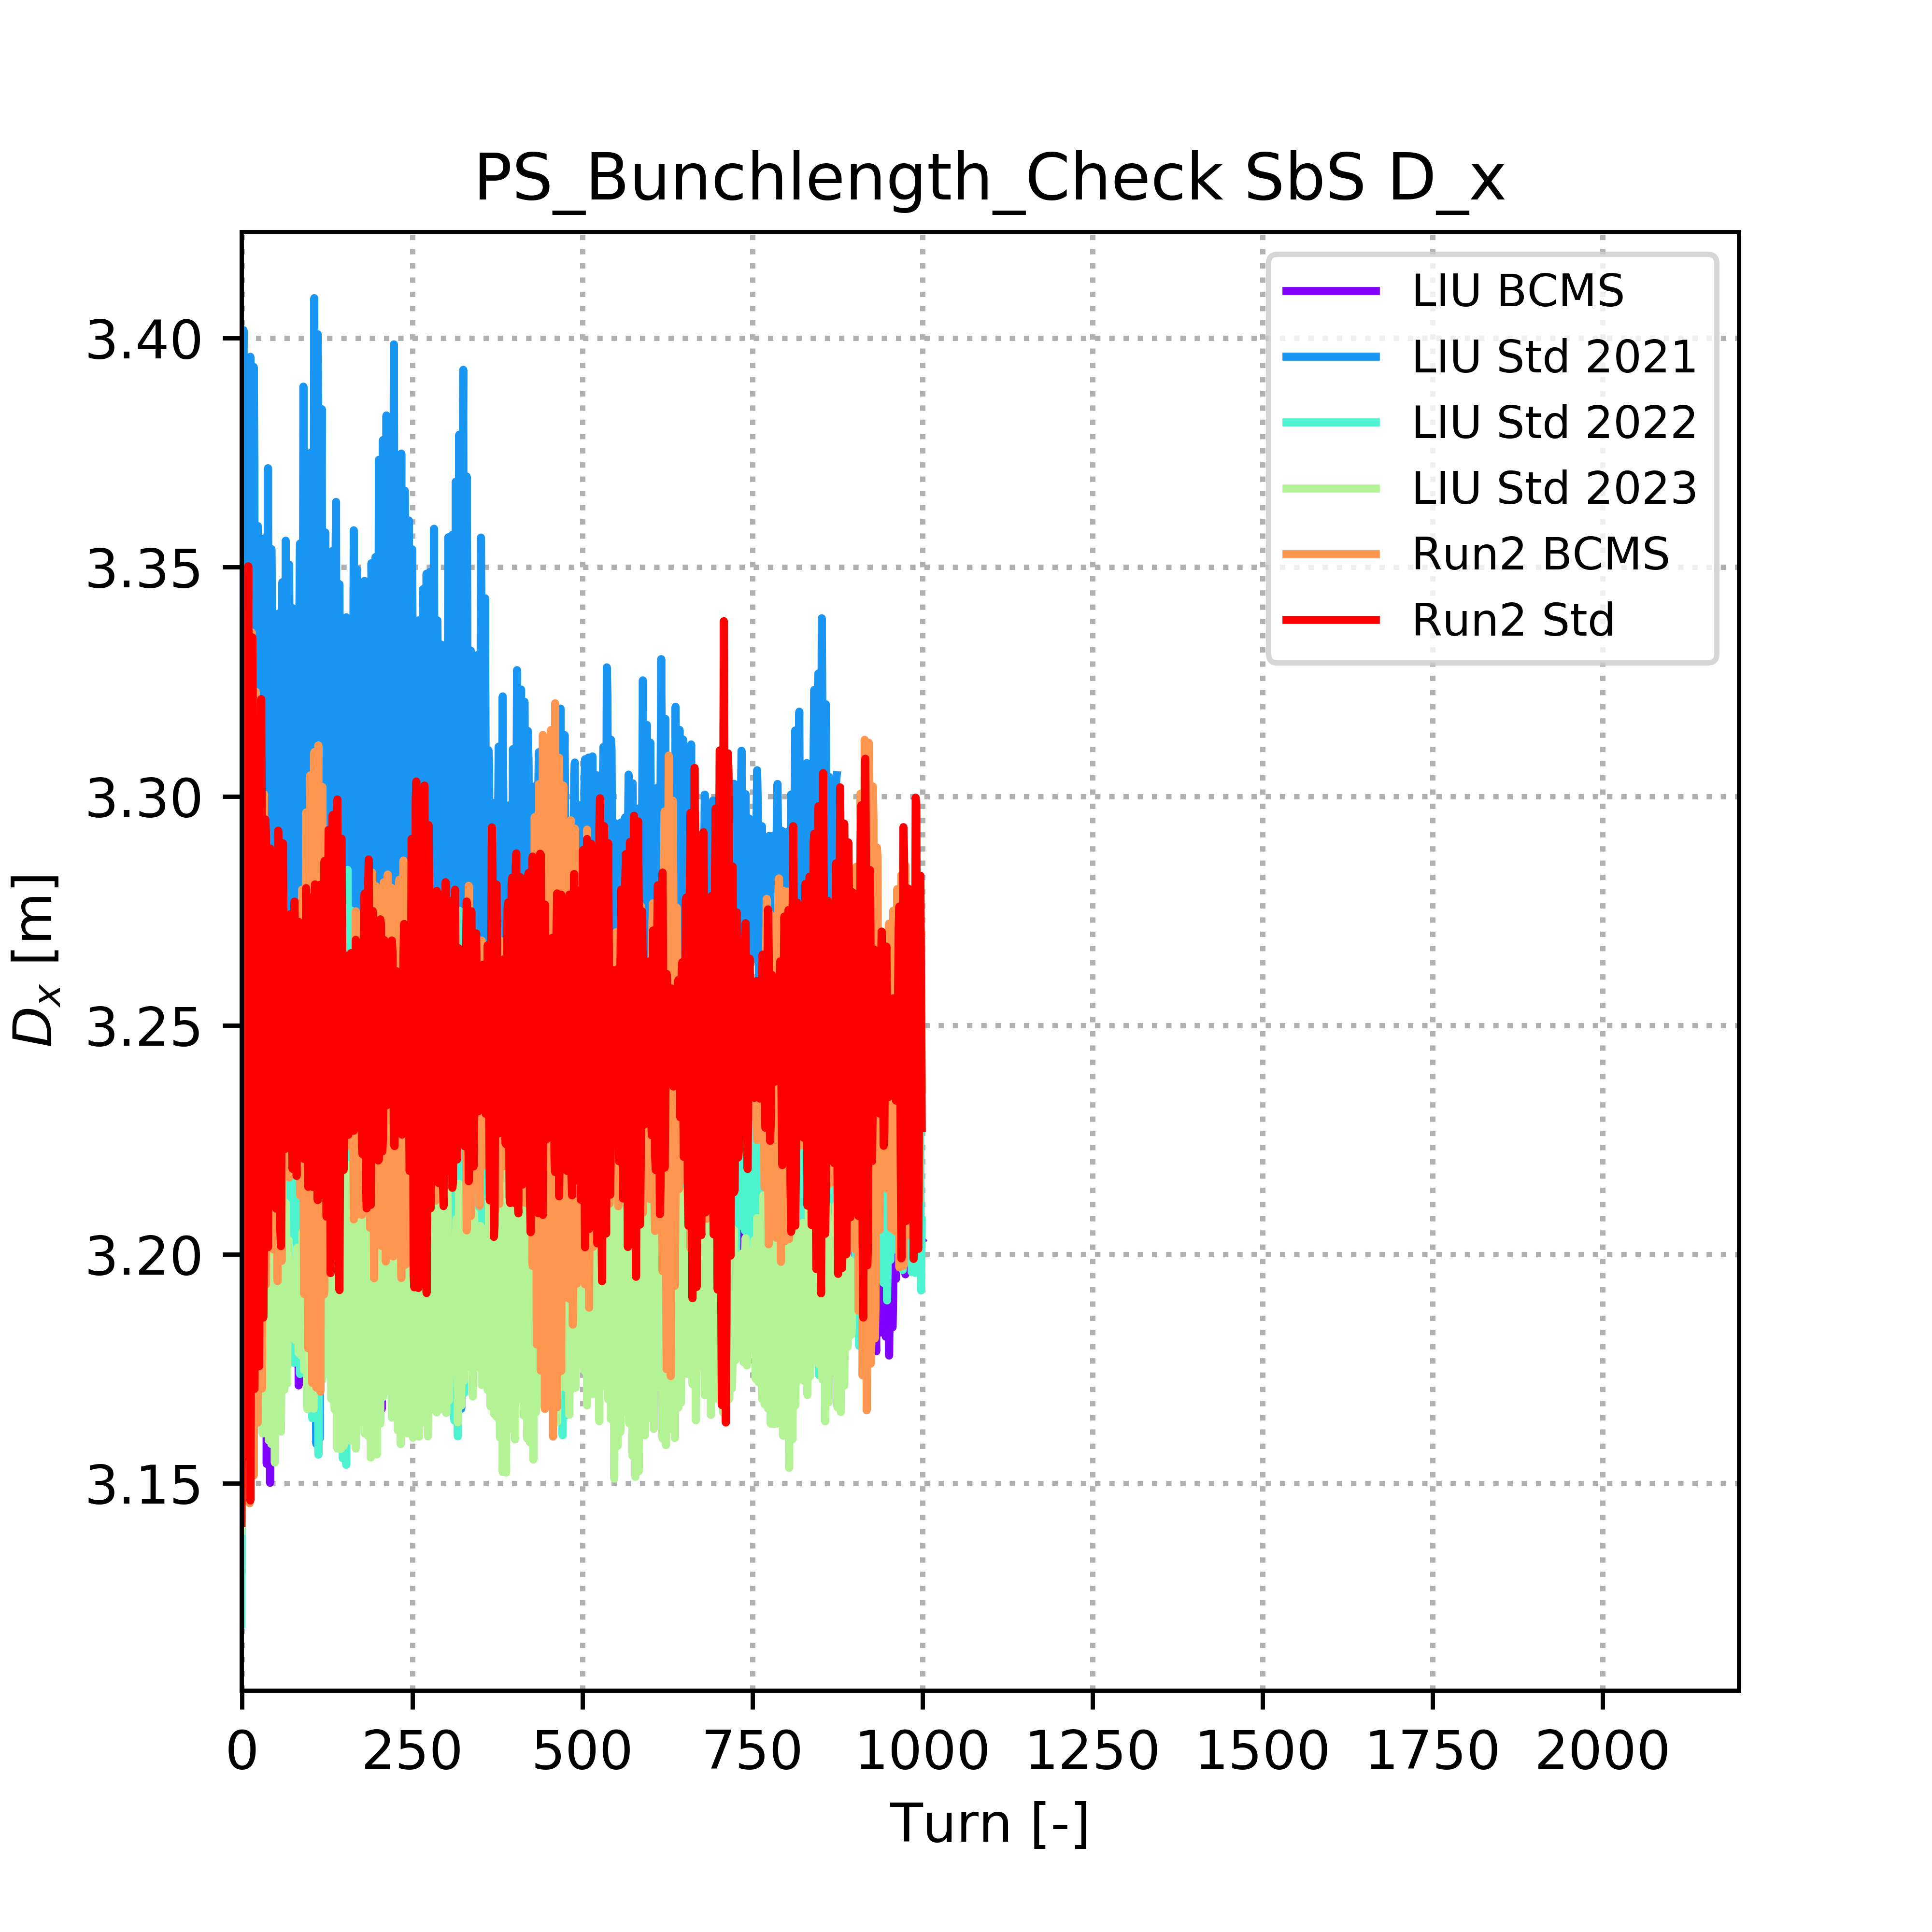 PS_Bunchlength_Check SbS D_x
LIU BCMS
LIU Std 2021
LIU Std 2022
LIU Std 2023
Run2 BCMS
Run2 Std
3.40
3.35
3.30
3.25
3.20
3.15
D_x [m]
0 250 500 750 1000 1250 1500 1750 2000
Turn [-]